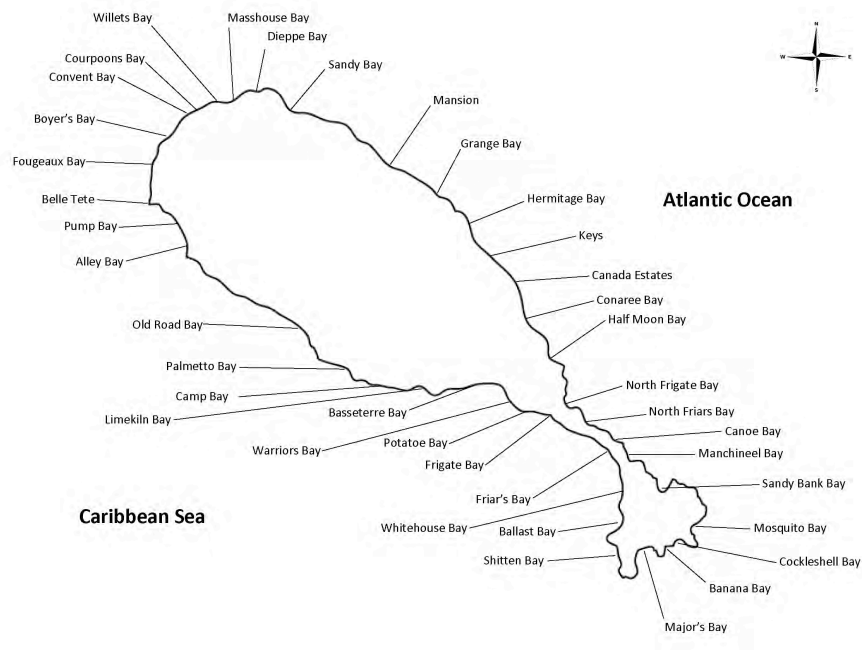 Willets Bay
Masshouse Bay
Dieppe Bay
Courpoons Bay
Sandy Bay
Convent Bay
Mansion
Boyer's Bay
Grange Bay
Fougeaux Bay
Belle Tete
Hermitage Bay
Atlantic Ocean
Pump Bay
Keys
Alley Bay
Canada Estates
Conaree Bay
Half Moon Bay
Old Road Bay
Palmetto Bay
North Frigate Bay
Camp Bay
Limekiln Bay
Basseterre Bay
North Friars Bay
Canoe Bay
Warriors Bay
Potatoe Bay
Manchineel Bay
Frigate Bay
Sandy Bank Bay
Friar's Bay
Caribbean Sea
Whitehouse Bay
Ballast Bay
Mosquito Bay
Shitten Bay
Cockleshell Bay
Banana Bay
Major's Bay
N
W
E
S